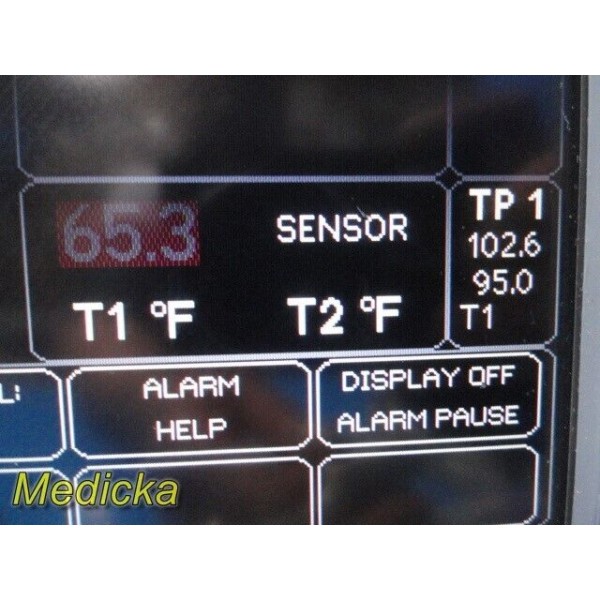 65.3 SENSOR
T1 °F T2 °F
TP 1
102.6
95.0
T1
L:
ALARM
HELP
DISPLAY OFF
ALARM PAUSE
Medicka